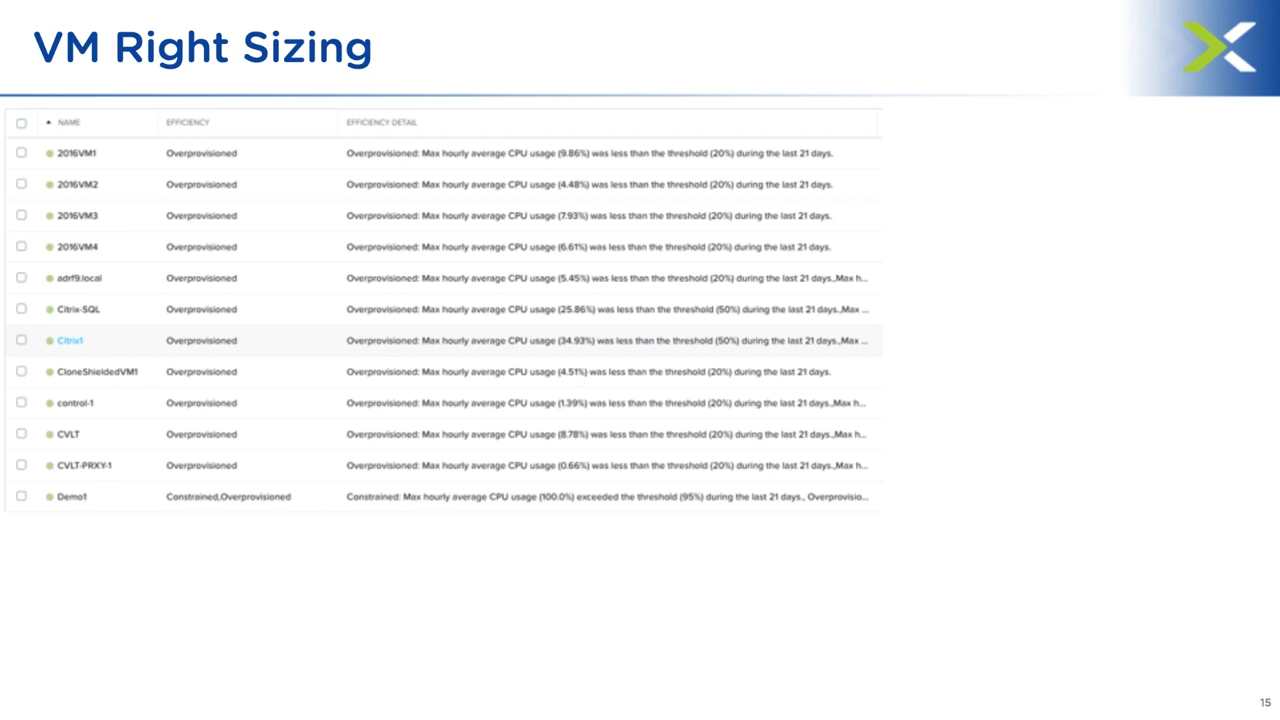 VM Right Sizing
NAME EFFICIENCY EFFICIENCY DETAIL
2016VM1 Overprovisioned Overprovisioned: Max hourly average CPU usage (9.86%) was less than the threshold (20%) during the last 21 days.
2016VM2 Overprovisioned Overprovisioned: Max hourly average CPU usage (4.48%) was less than the threshold (20%) during the last 21 days.
2016VM3 Overprovisioned Overprovisioned: Max hourly average CPU usage (7.93%) was less than the threshold (20%) during the last 21 days.
2016VM4 Overprovisioned Overprovisioned: Max hourly average CPU usage (6.61%) was less than the threshold (20%) during the last 21 days.
adrf9.local Overprovisioned Overprovisioned: Max hourly average CPU usage (5.45%) was less than the threshold (20%) during the last 21 days.,Max h...
Citrix-SQL Overprovisioned Overprovisioned: Max hourly average CPU usage (25.86%) was less than the threshold (50%) during the last 21 days.,Max ...
Citrix1 Overprovisioned Overprovisioned: Max hourly average CPU usage (34.93%) was less than the threshold (50%) during the last 21 days.,Max ...
CloneShieldedVM1 Overprovisioned Overprovisioned: Max hourly average CPU usage (4.51%) was less than the threshold (20%) during the last 21 days.
control-1 Overprovisioned Overprovisioned: Max hourly average CPU usage (1.39%) was less than the threshold (20%) during the last 21 days.,Max h...
CVLT Overprovisioned Overprovisioned: Max hourly average CPU usage (8.78%) was less than the threshold (20%) during the last 21 days.,Max h...
CVLT-PRXY-1 Overprovisioned Overprovisioned: Max hourly average CPU usage (0.66%) was less than the threshold (20%) during the last 21 days.,Max h...
Demo1 Constrained,Overprovisioned Constrained: Max hourly average CPU usage (100.0%) exceeded the threshold (95%) during the last 21 days., Overprovisio...
15